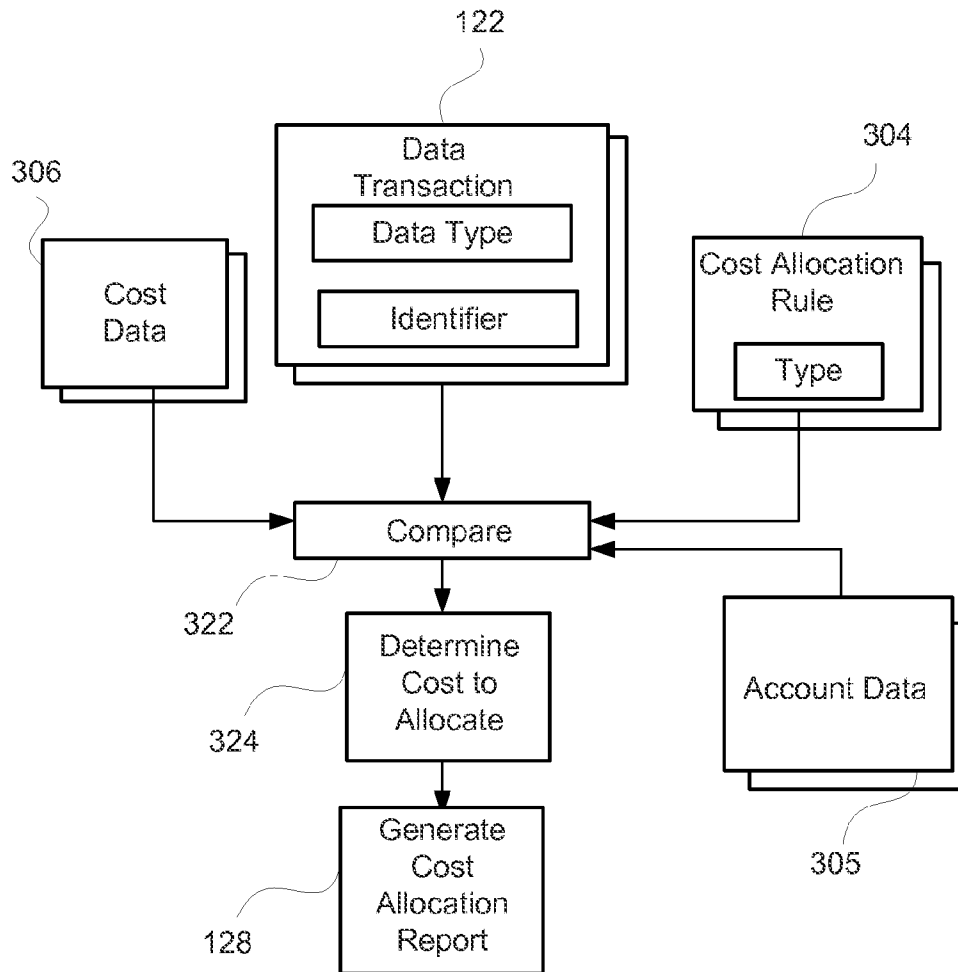 122
Data
Transaction
Data Type
Identifier
306
Cost
Data
304
Cost Allocation
Rule
Type
Compare
322
Determine
Cost to
Allocate
324
Account Data
305
Generate
Cost
Allocation
Report
128